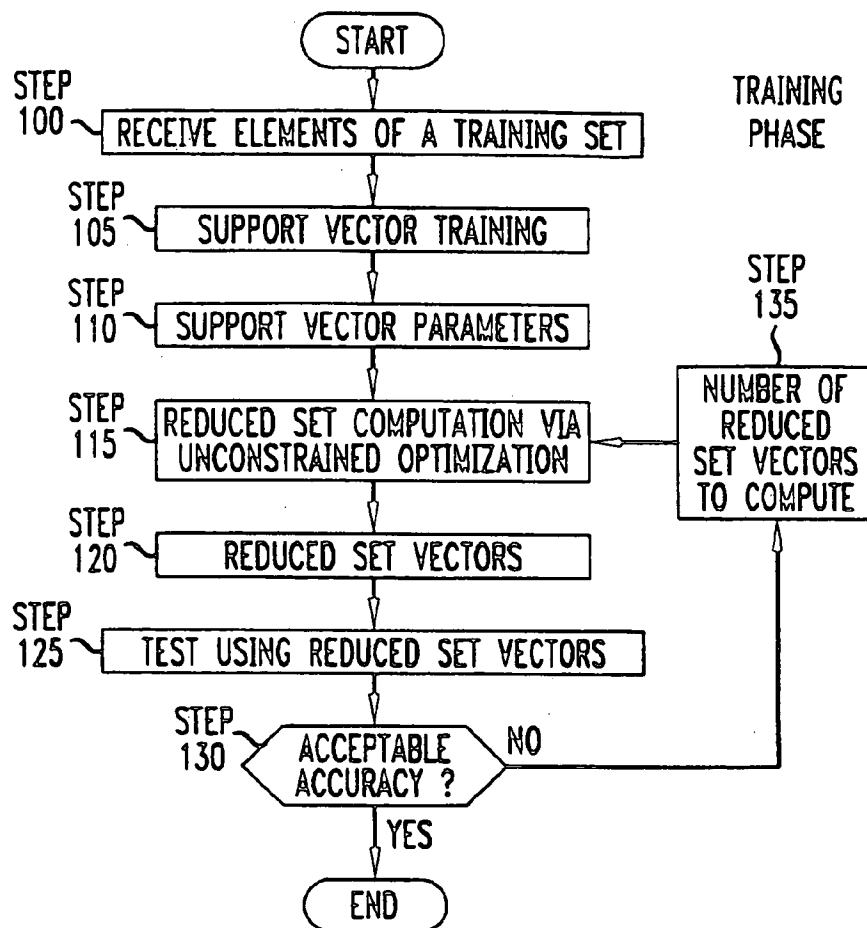 START
STEP
100
RECEIVE ELEMENTS OF A TRAINING SET
TRAINING
PHASE
STEP
105
SUPPORT VECTOR TRAINING
STEP
110
SUPPORT VECTOR PARAMETERS
STEP
135
NUMBER OF
REDUCED
SET VECTORS
TO COMPUTE
STEP
115
REDUCED SET COMPUTATION VIA
UNCONSTRAINED OPTIMIZATION
STEP
120
REDUCED SET VECTORS
STEP
125
TEST USING REDUCED SET VECTORS
STEP
130
ACCEPTABLE
ACCURACY ?
NO
YES
END